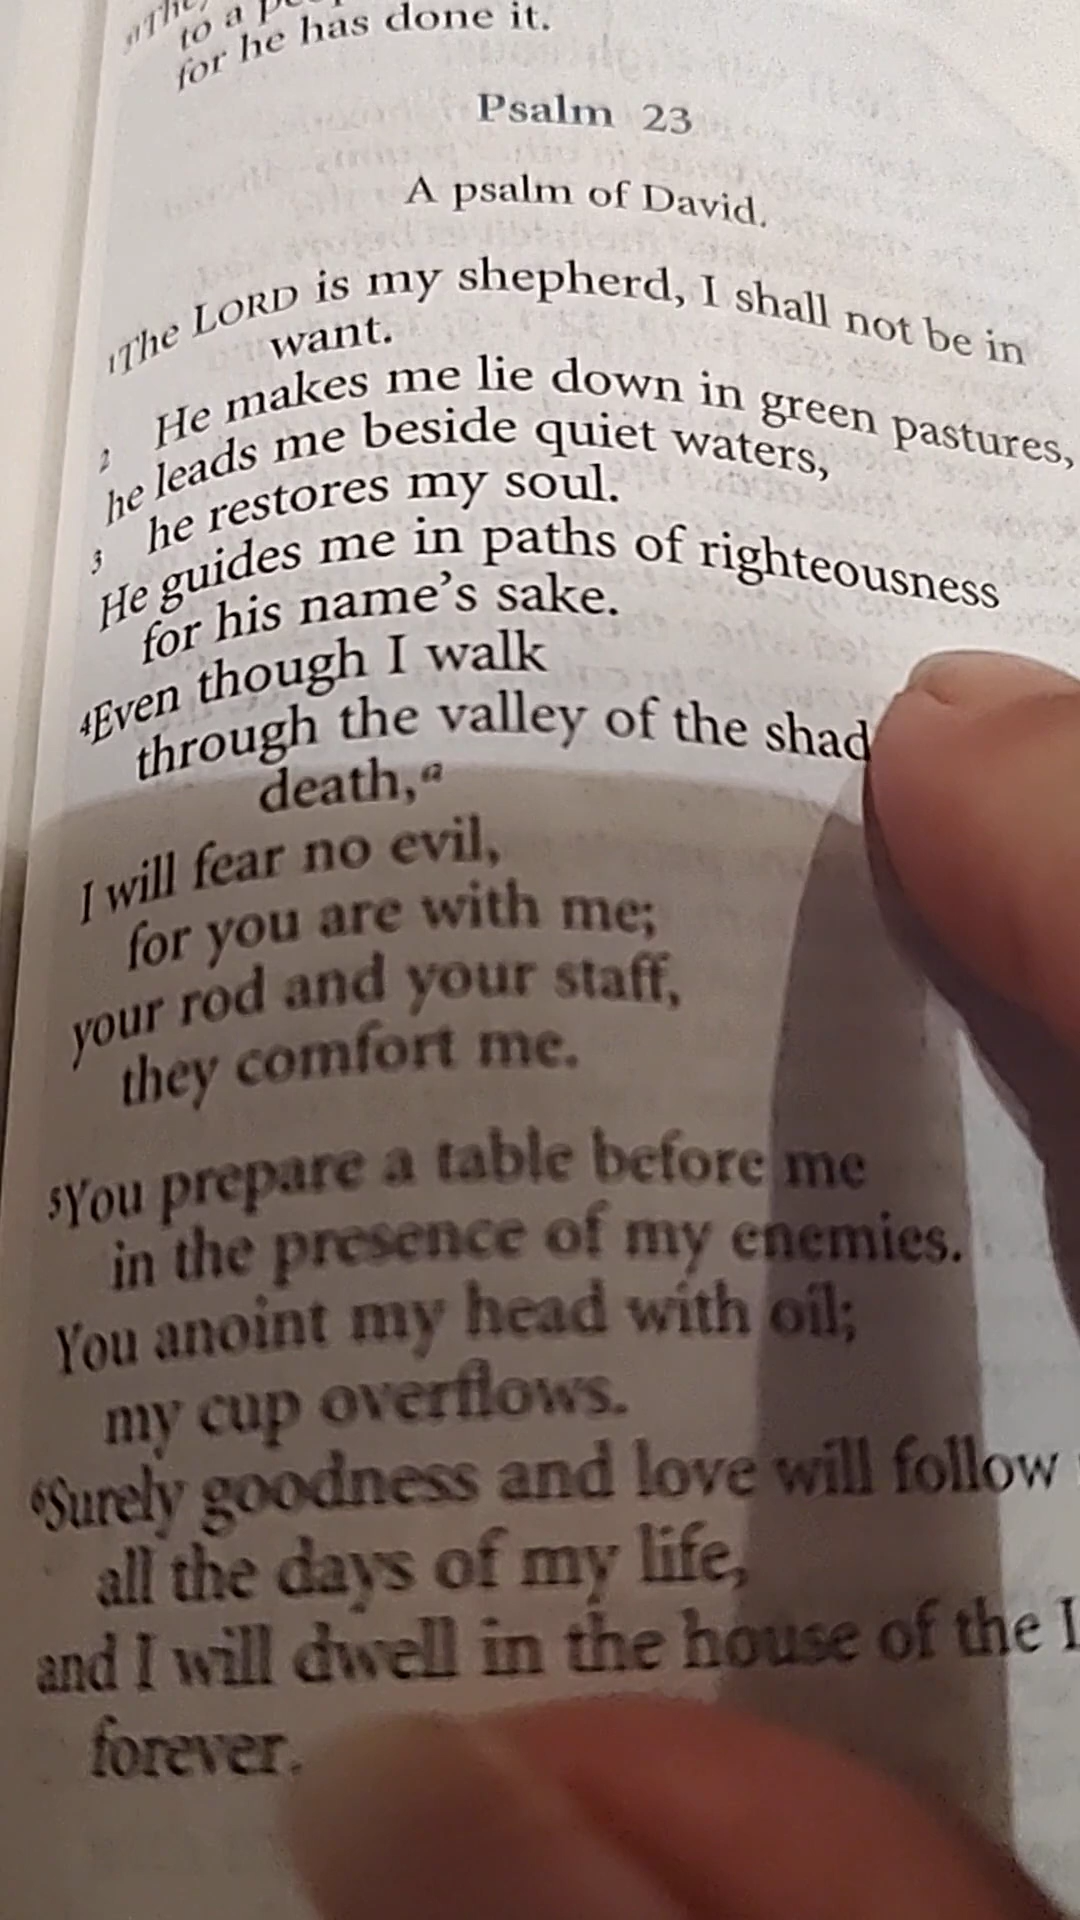 to a
for he has done it.
Psalm 23
A psalm of David.
1The LORD is my shepherd, I shall not be in
want.
2 He makes me lie down in green pastures,
he leads me beside quiet waters,
3 he restores my soul.
He guides me in paths of righteousness
for his name's sake.
4Even though I walk
through the valley of the shad
death,a
I will fear no evil,
for you are with me;
your rod and your staff,
they comfort me.
5You prepare a table before me
in the presence of my enemies.
You anoint my head with oil;
my cup overflows.
6Surely goodness and love will follow
all the days of my life,
and I will dwell in the house of the
forever.